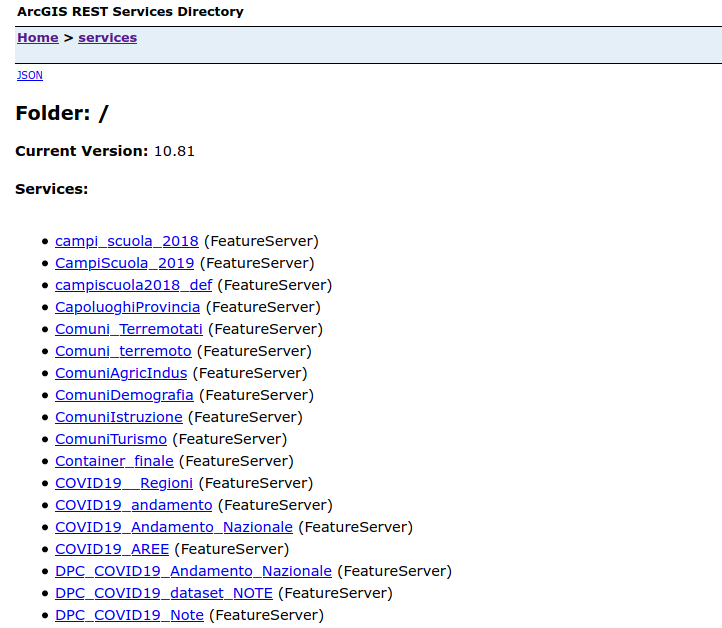 ArcGIS REST Services Directory
Home > services
JSON
Folder: /
Current Version: 10.81
Services:
• campi_scuola_2018 (FeatureServer)
• CampiScuola_2019 (FeatureServer)
• campiscuola2018_def (FeatureServer)
• CapoluoghiProvincia (FeatureServer)
• Comuni_Terremotati (FeatureServer)
• Comuni_terremoto (FeatureServer)
• ComuniAgricIndus (FeatureServer)
• ComuniDemografia (FeatureServer)
• ComuniIstruzione (FeatureServer)
• ComuniTurismo (FeatureServer)
• Container_finale (FeatureServer)
• COVID19__Regioni (FeatureServer)
• COVID19_andamento (FeatureServer)
• COVID19_Andamento_Nazionale (FeatureServer)
• COVID19_AREE (FeatureServer)
• DPC_COVID19_Andamento_Nazionale (FeatureServer)
• DPC_COVID19_dataset_NOTE (FeatureServer)
• DPC_COVID19_Note (FeatureServer)